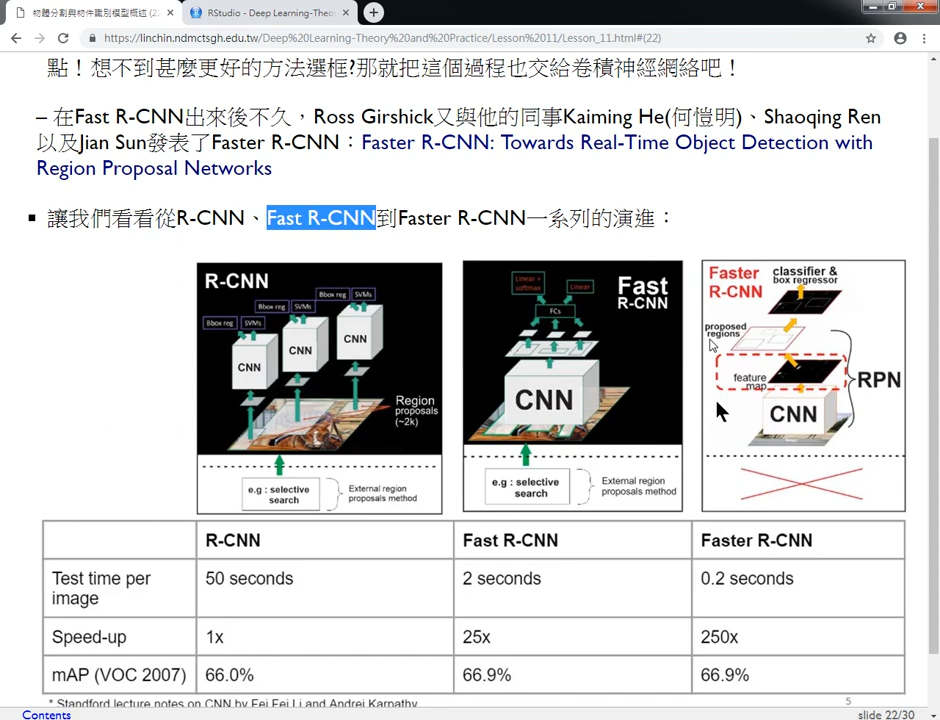 物體分割與物件識別模型概述 (2
RStudio - Deep Learning-Theo
https://linchin.ndmctsgh.edu.tw/Deep%20Learning-Theory%20and%20Practice/Lesson%2011/Lesson_11.html#(22)
點！想不到甚麼更好的方法選框?那就把這個過程也交給卷積神經網絡吧！
– 在Fast R-CNN出來後不久，Ross Girshick又與他的同事Kaiming He(何愷明)、Shaoqing Ren
以及Jian Sun發表了Faster R-CNN：Faster R-CNN: Towards Real-Time Object Detection with
Region Proposal Networks
▪ 讓我們看看從R-CNN、Fast R-CNN到Faster R-CNN一系列的演進：
R-CNN
Bbox reg SVMs
Bbox reg SVMs
Bbox reg SVMs
CNN
CNN
CNN
Region
proposals
(~2k)
e.g : selective
search
External region
proposals method
Fast
R-CNN
Linear +
softmax
Linear
FCs
CNN
e.g : selective
search
External region
proposals method
Faster
R-CNN
classifier &
box regressor
proposed
regions
feature
map
RPN
CNN
R-CNN Fast R-CNN Faster R-CNN
Test time per
image
50 seconds 2 seconds 0.2 seconds
Speed-up 1x 25x 250x
mAP (VOC 2007) 66.0% 66.9% 66.9%
* Standford lecture notes on CNN by Fei Fei Li and Andrej Karpathy
5
Contents
slide 22/30